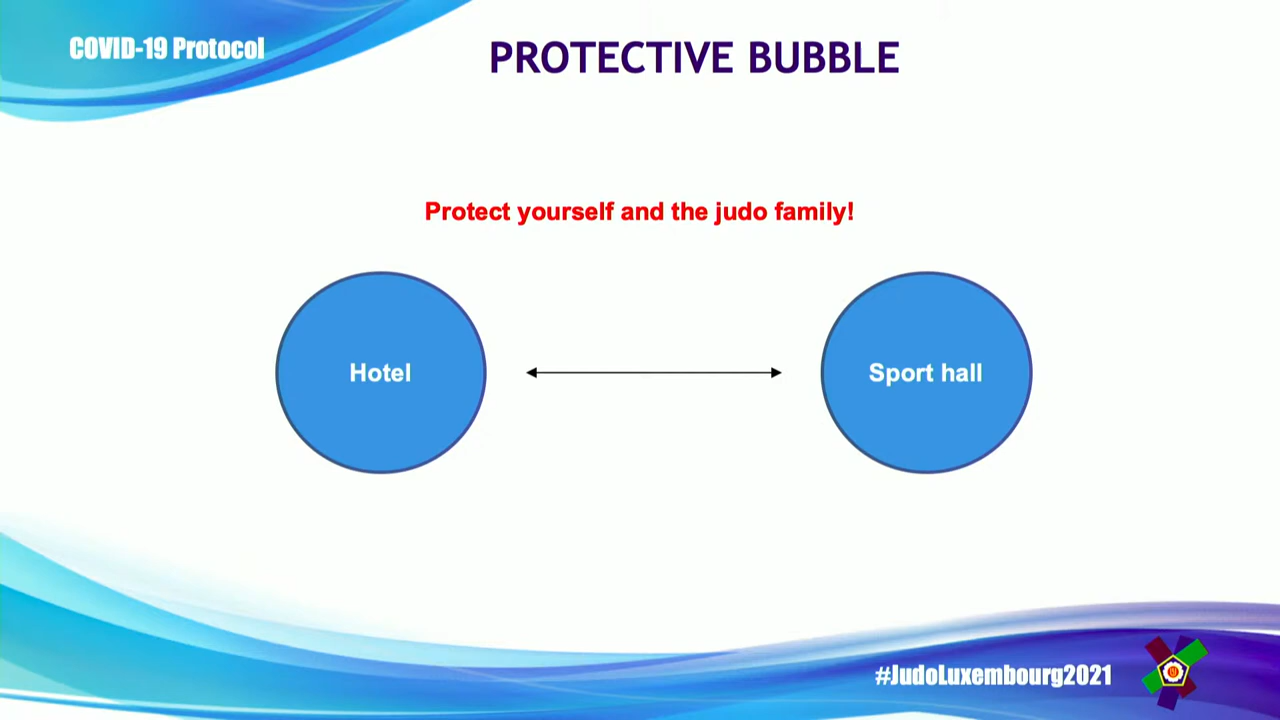 COVID-19 Protocol
PROTECTIVE BUBBLE
Protect yourself and the judo family!
Hotel
Sport hall
#JudoLuxembourg2021